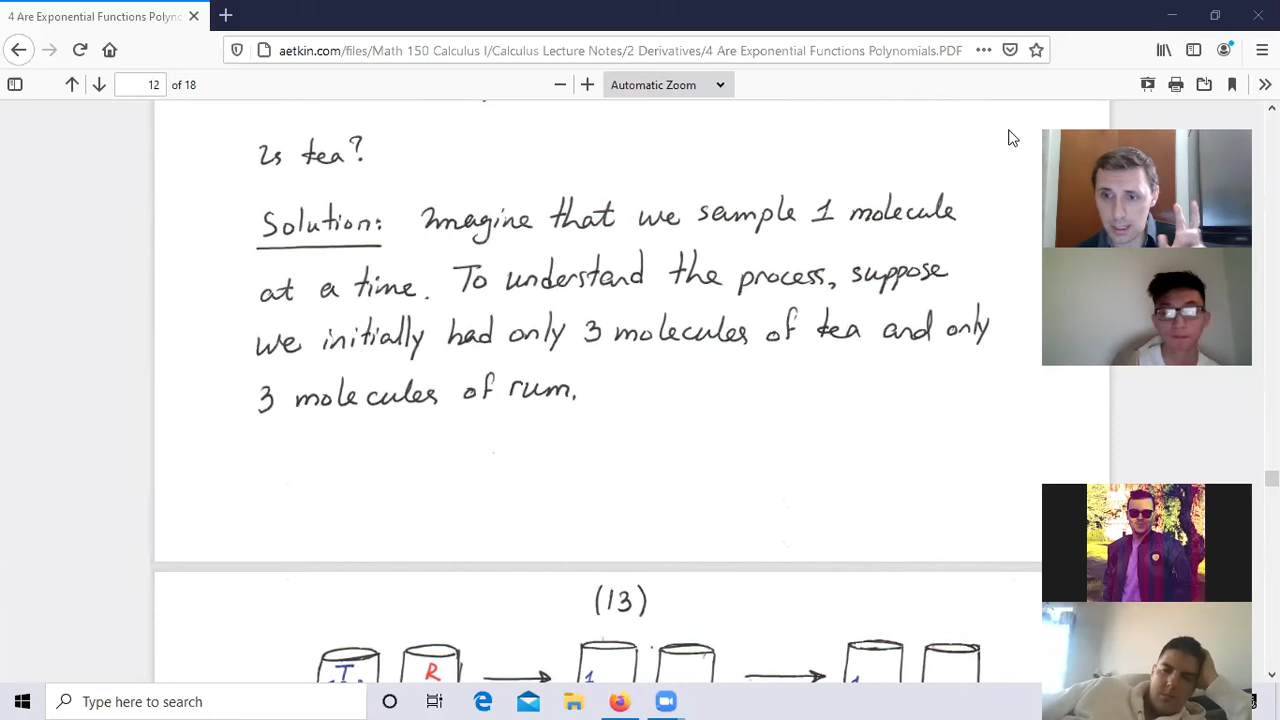 4 Are Exponential Functions Polync
aetkin.com/files/Math 150 Calculus I/Calculus Lecture Notes/2 Derivatives/4 Are Exponential Functions Polynomials.PDF
12 of 18
Automatic Zoom
Is tea?
Solution: Imagine that we sample 1 molecule
at a time. To understand the process, suppose
we initially had only 3 molecules of tea and only
3 molecules of rum.
(13)
T R
1
Type here to search